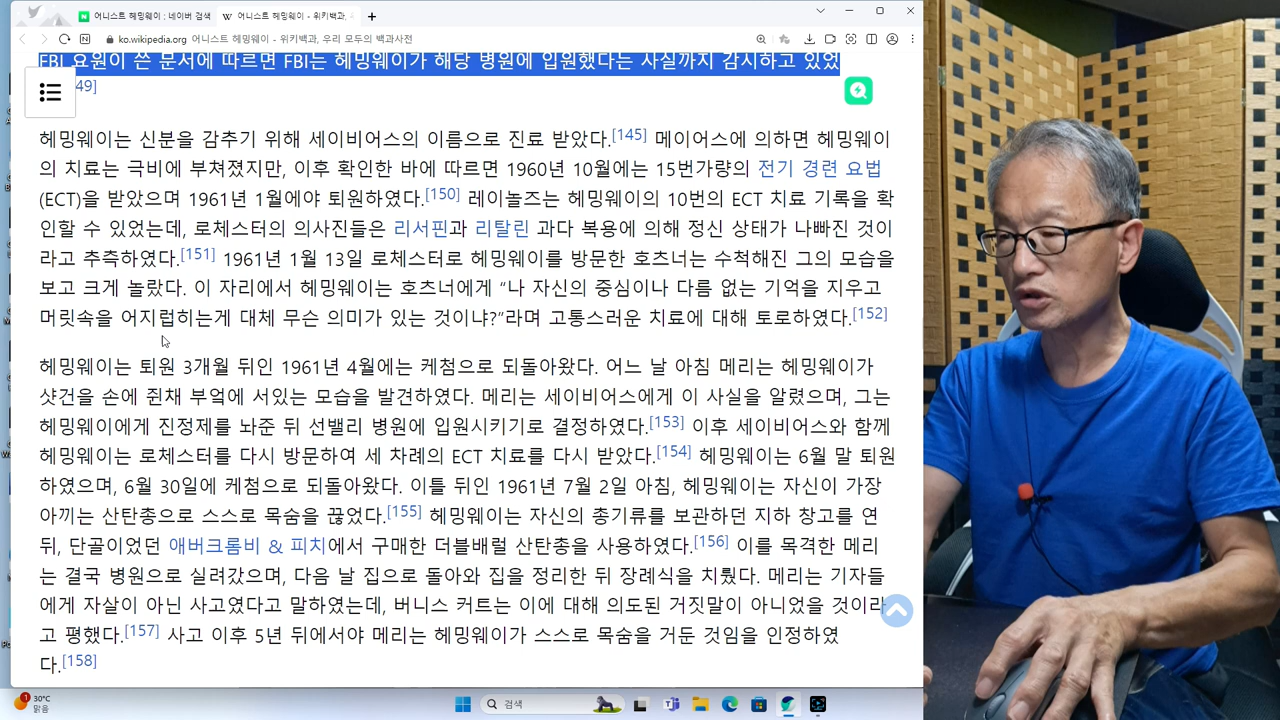 어니스트 헤밍웨이 : 네이버 검색
어니스트 헤밍웨이 - 위키백과,
ko.wikipedia.org 어니스트 헤밍웨이 - 위키백과, 우리 모두의 백과사전
FBI 요원이 쓴 문서에 따르면 FBI는 헤밍웨이가 해당 병원에 입원했다는 사실까지 감시하고 있었
49]
헤밍웨이는 신분을 감추기 위해 세이비어스의 이름으로 진료 받았다.[145] 메이어스에 의하면 헤밍웨이
의 치료는 극비에 부쳐졌지만, 이후 확인한 바에 따르면 1960년 10월에는 15번가량의 전기 경련 요법
(ECT)을 받았으며 1961년 1월에야 퇴원하였다.[150] 레이놀즈는 헤밍웨이의 10번의 ECT 치료 기록을 확
인할 수 있었는데, 로체스터의 의사진들은 리서핀과 리탈린 과다 복용에 의해 정신 상태가 나빠진 것이
라고 추측하였다.[151] 1961년 1월 13일 로체스터로 헤밍웨이를 방문한 호츠너는 수척해진 그의 모습을
보고 크게 놀랐다. 이 자리에서 헤밍웨이는 호츠너에게 “나 자신의 중심이나 다름 없는 기억을 지우고
머릿속을 어지럽히는게 대체 무슨 의미가 있는 것이냐?”라며 고통스러운 치료에 대해 토로하였다.[152]
헤밍웨이는 퇴원 3개월 뒤인 1961년 4월에는 케첨으로 되돌아왔다. 어느 날 아침 메리는 헤밍웨이가
샷건을 손에 쥔채 부엌에 서있는 모습을 발견하였다. 메리는 세이비어스에게 이 사실을 알렸으며, 그는
헤밍웨이에게 진정제를 놔준 뒤 선밸리 병원에 입원시키기로 결정하였다.[153] 이후 세이비어스와 함께
헤밍웨이는 로체스터를 다시 방문하여 세 차례의 ECT 치료를 다시 받았다.[154] 헤밍웨이는 6월 말 퇴원
하였으며, 6월 30일에 케첨으로 되돌아왔다. 이틀 뒤인 1961년 7월 2일 아침, 헤밍웨이는 자신이 가장
아끼는 산탄총으로 스스로 목숨을 끊었다.[155] 헤밍웨이는 자신의 총기류를 보관하던 지하 창고를 연
뒤, 단골이었던 애버크롬비 & 피치에서 구매한 더블배럴 산탄총을 사용하였다.[156] 이를 목격한 메리
는 결국 병원으로 실려갔으며, 다음 날 집으로 돌아와 집을 정리한 뒤 장례식을 치뤘다. 메리는 기자들
에게 자살이 아닌 사고였다고 말하였는데, 버니스 커트는 이에 대해 의도된 거짓말이 아니었을 것이라
고 평했다.[157] 사고 이후 5년 뒤에서야 메리는 헤밍웨이가 스스로 목숨을 거둔 것임을 인정하였
다.[158]
1
30°C
맑음
검색